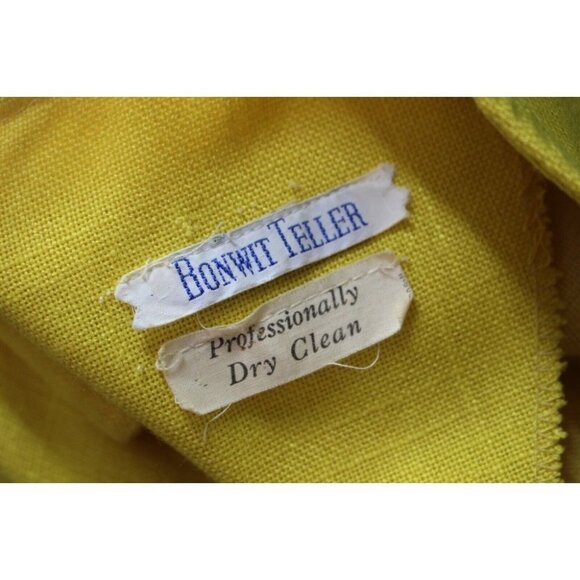 BONWIT TELLER
Professionally
Dry Clean